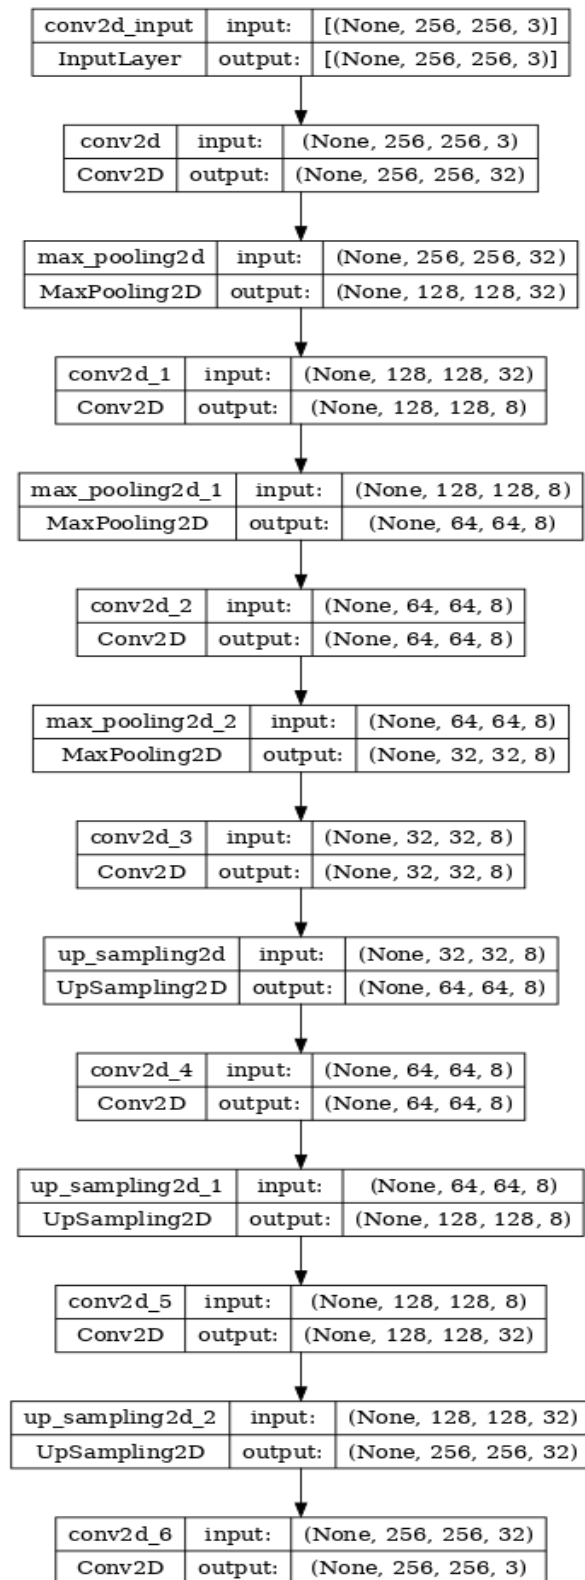 conv2d_input input: [(None, 256, 256, 3)]
InputLayer output: [(None, 256, 256, 3)]
conv2d input: (None, 256, 256, 3)
Conv2D output: (None, 256, 256, 32)
max_pooling2d input: (None, 256, 256, 32)
MaxPooling2D output: (None, 128, 128, 32)
conv2d_1 input: (None, 128, 128, 32)
Conv2D output: (None, 128, 128, 8)
max_pooling2d_1 input: (None, 128, 128, 8)
MaxPooling2D output: (None, 64, 64, 8)
conv2d_2 input: (None, 64, 64, 8)
Conv2D output: (None, 64, 64, 8)
max_pooling2d_2 input: (None, 64, 64, 8)
MaxPooling2D output: (None, 32, 32, 8)
conv2d_3 input: (None, 32, 32, 8)
Conv2D output: (None, 32, 32, 8)
up_sampling2d input: (None, 32, 32, 8)
UpSampling2D output: (None, 64, 64, 8)
conv2d_4 input: (None, 64, 64, 8)
Conv2D output: (None, 64, 64, 8)
up_sampling2d_1 input: (None, 64, 64, 8)
UpSampling2D output: (None, 128, 128, 8)
conv2d_5 input: (None, 128, 128, 8)
Conv2D output: (None, 128, 128, 32)
up_sampling2d_2 input: (None, 128, 128, 32)
UpSampling2D output: (None, 256, 256, 32)
conv2d_6 input: (None, 256, 256, 32)
Conv2D output: (None, 256, 256, 3)